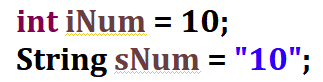 int iNum = 10;
String sNum = "10";